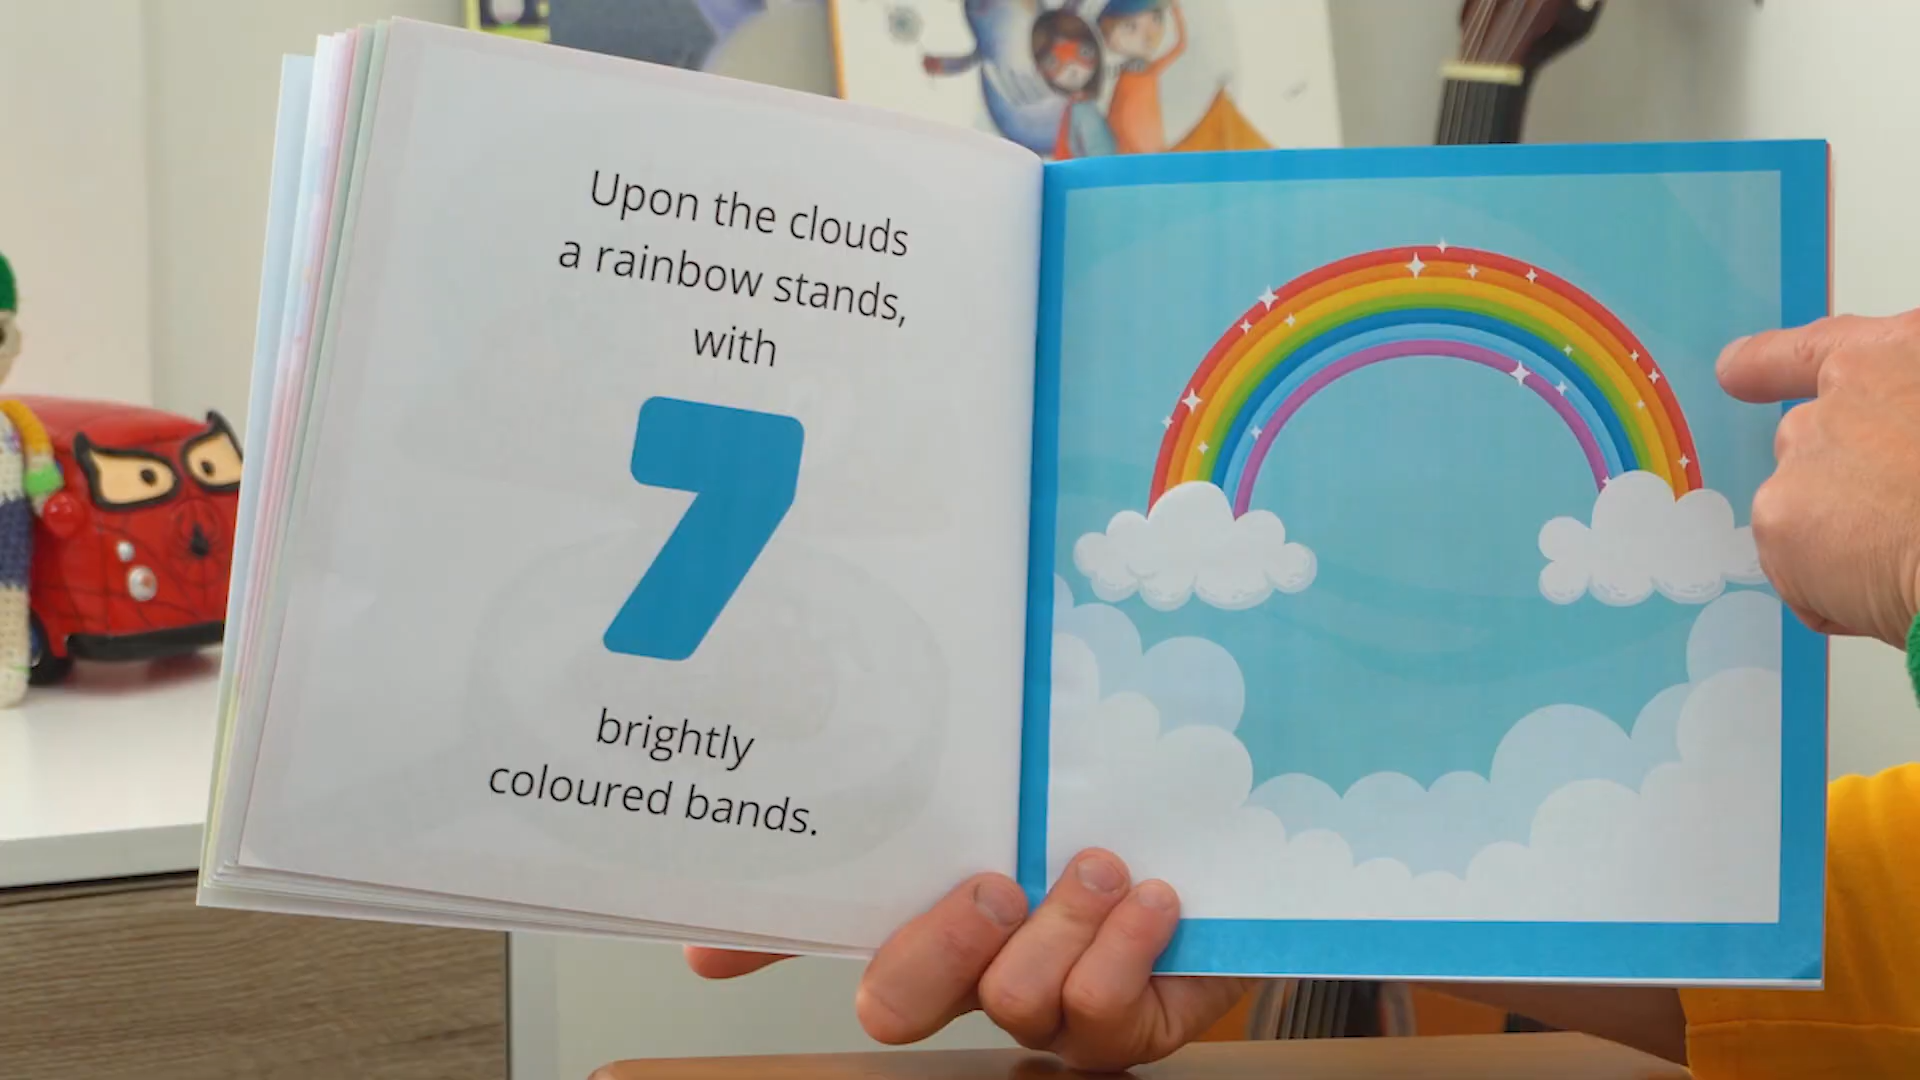 Upon the clouds
a rainbow stands,
with
7
brightly
coloured bands.